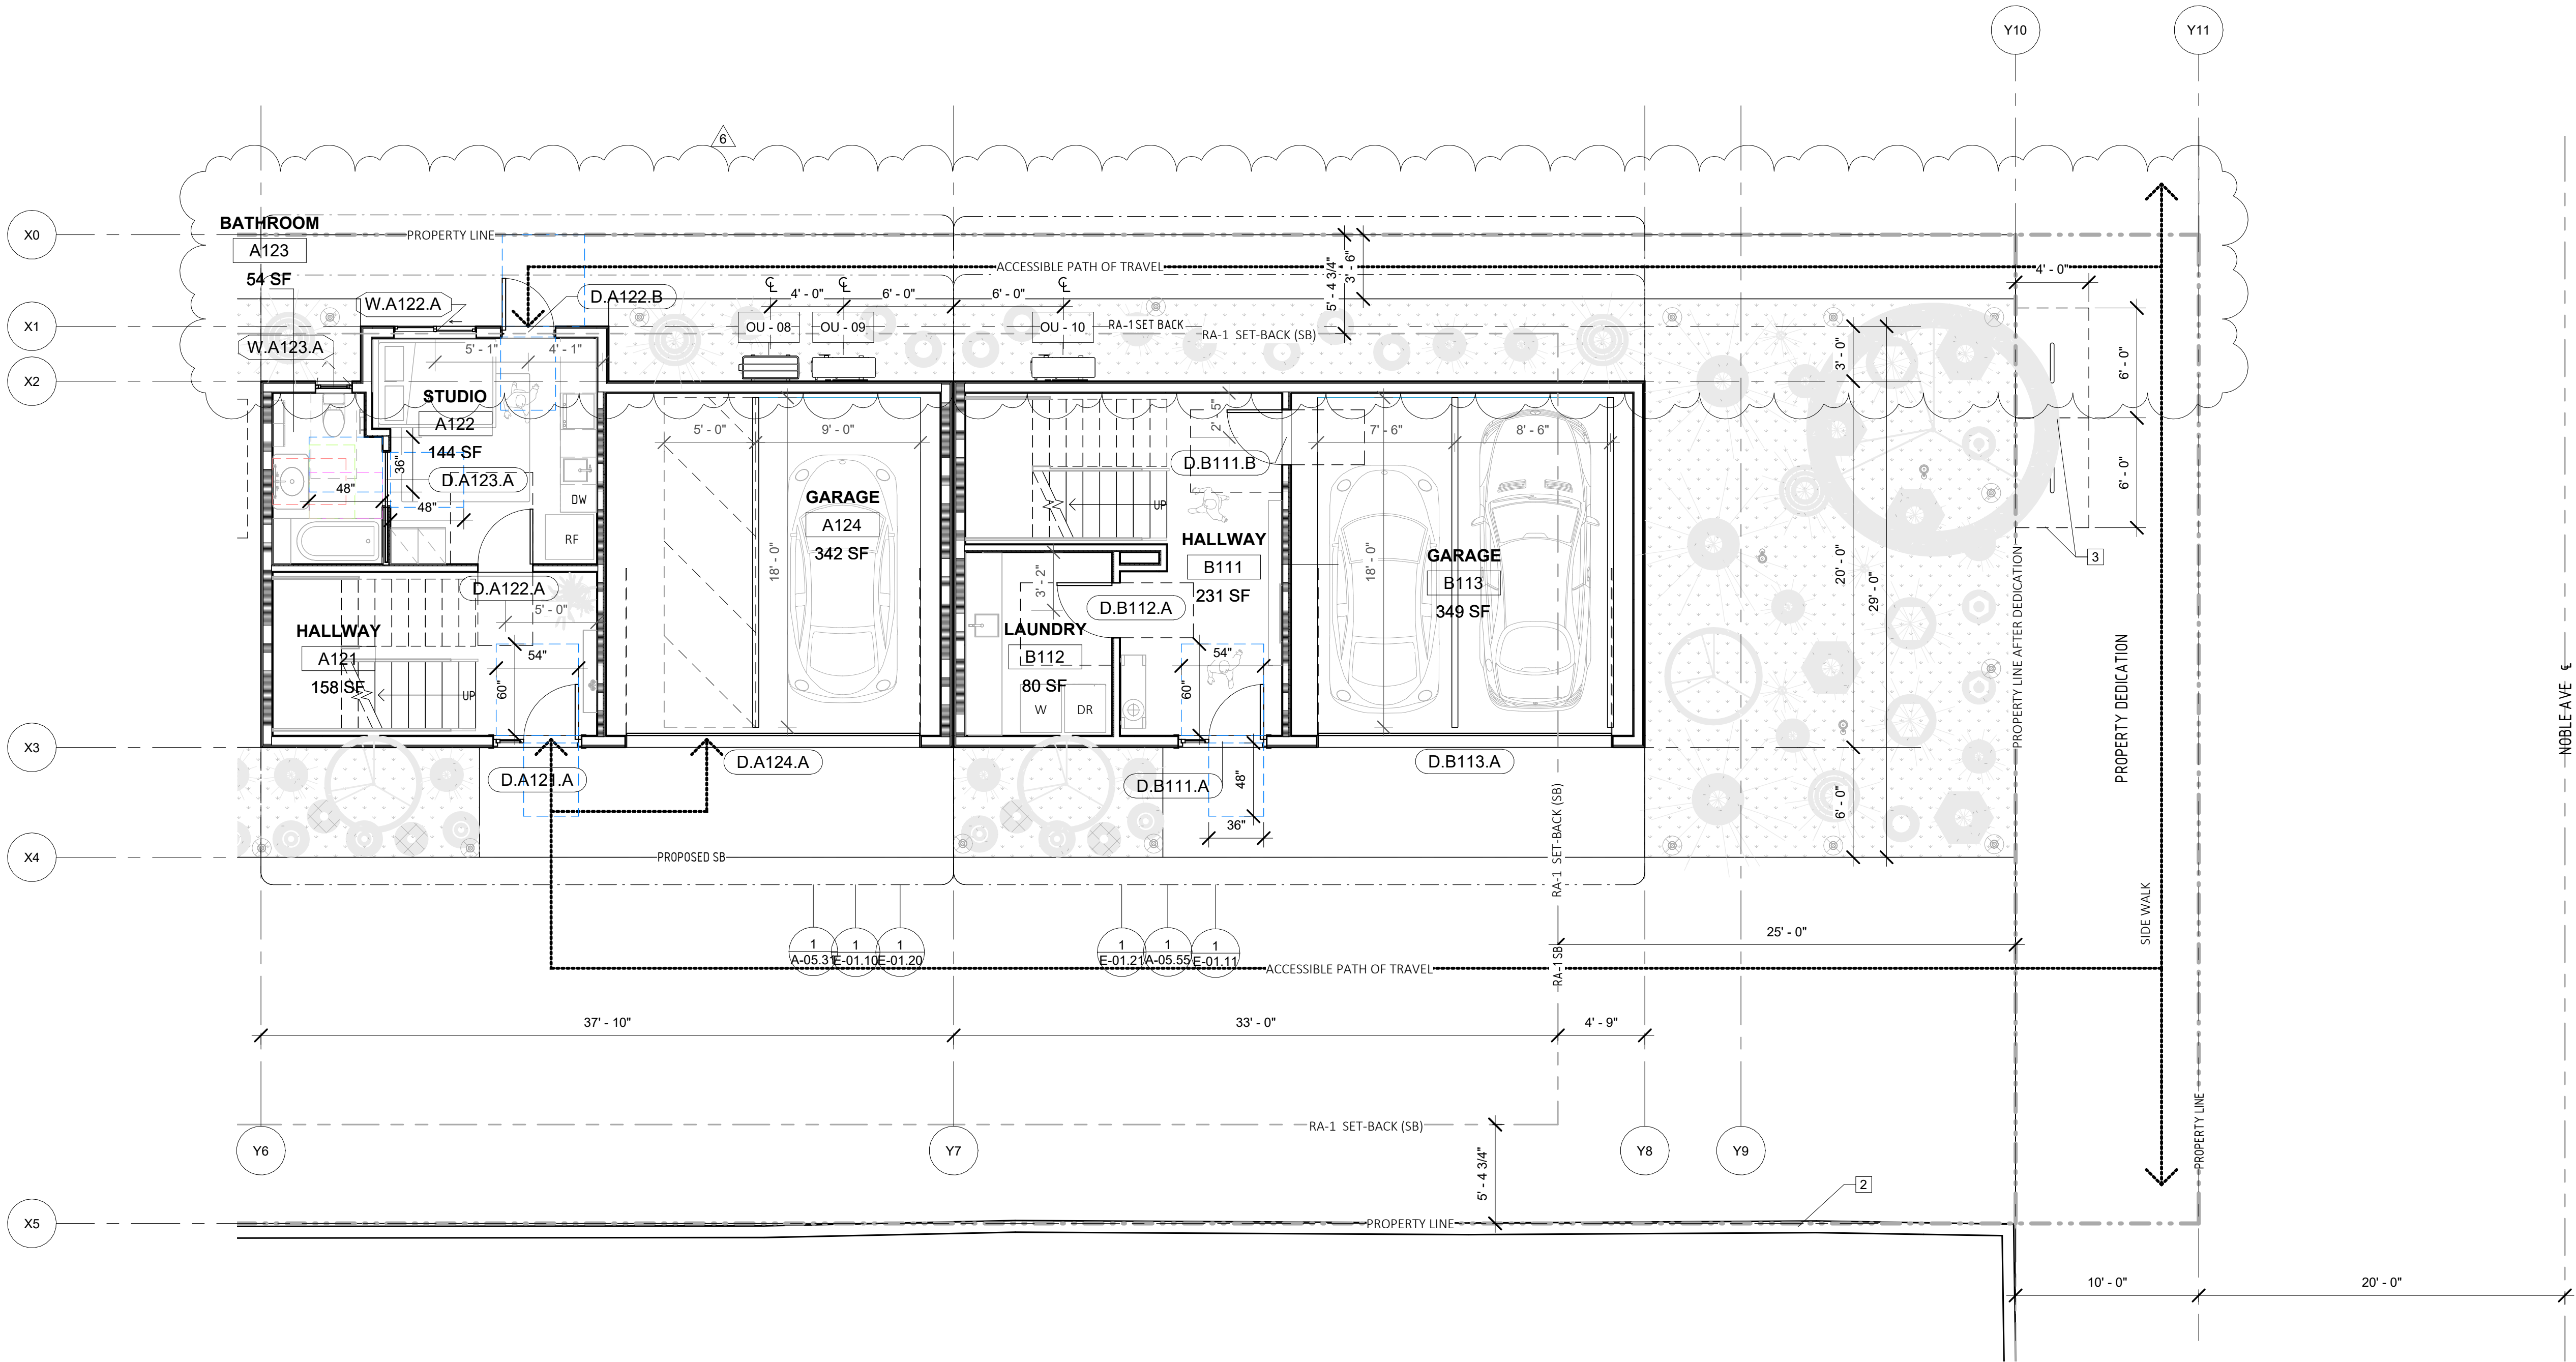 Y10
Y11
6
X0
BATHROOM
A123
54 SF
PROPERTY LINE
ACCESSIBLE PATH OF TRAVEL
5' - 4 3/4"
3' - 6"
4' - 0"
W.A122.A
D.A122.B
℄
4' - 0"
℄
6' - 0"
6' - 0"
℄
X1
W.A123.A
5' - 1"
4' - 1"
OU - 08
OU - 09
OU - 10
RA-1 SET BACK
RA-1 SET-BACK (SB)
3' - 0"
6' - 0"
X2
STUDIO
A122
144 SF
36"
D.A123.A
48"
48"
DW
RF
5' - 0"
9' - 0"
GARAGE
A124
342 SF
18' - 0"
2' - 5"
D.B111.B
UP
HALLWAY
B111
231 SF
7' - 6"
8' - 6"
18' - 0"
GARAGE
B113
349 SF
6' - 0"
3
20' - 0"
29' - 0"
PROPERTY LINE AFTER DEDICATION
PROPERTY DEDICATION
NOBLE AVE ℄
D.A122.A
5' - 0"
HALLWAY
A121
158 SF
UP
54"
60"
3' - 2"
D.B112.A
LAUNDRY
B112
80 SF
W
DR
54"
60"
X3
D.A121.A
D.A124.A
D.B111.A
48"
36"
D.B113.A
6' - 0"
X4
PROPOSED SB
RA-1 SET-BACK (SB)
SIDE WALK
1
A-05.31
1
E-01.10
1
E-01.20
1
E-01.21
1
A-05.55
1
E-01.11
25' - 0"
ACCESSIBLE PATH OF TRAVEL
RA-1 SB
37' - 10"
33' - 0"
4' - 9"
RA-1 SET-BACK (SB)
PROPERTY LINE
Y6
Y7
Y8
Y9
5' - 4 3/4"
2
X5
PROPERTY LINE
10' - 0"
20' - 0"